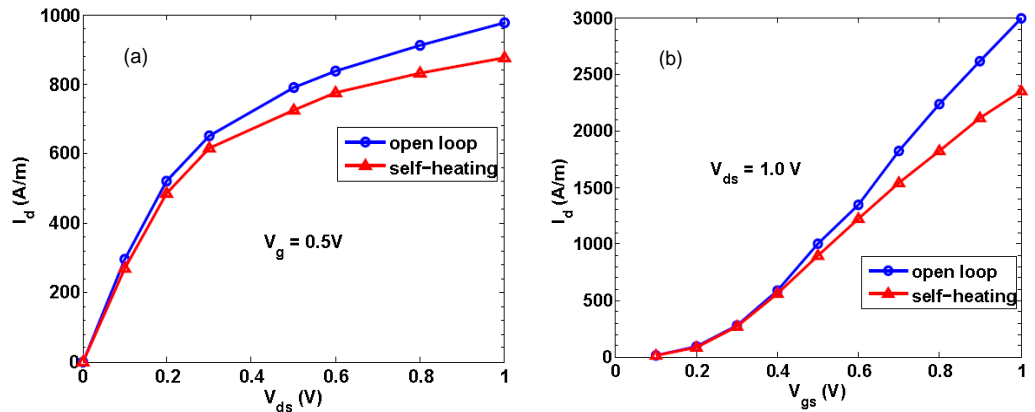 (a)
1000
800
600
400
200
0
I_d (A/m)
open loop
self-heating
V_g = 0.5V
0 0.2 0.4 0.6 0.8 1
V_ds (V)
(b)
3000
2500
2000
1500
1000
500
0
I_d (A/m)
V_ds = 1.0 V
open loop
self-heating
0 0.2 0.4 0.6 0.8 1
V_gs (V)